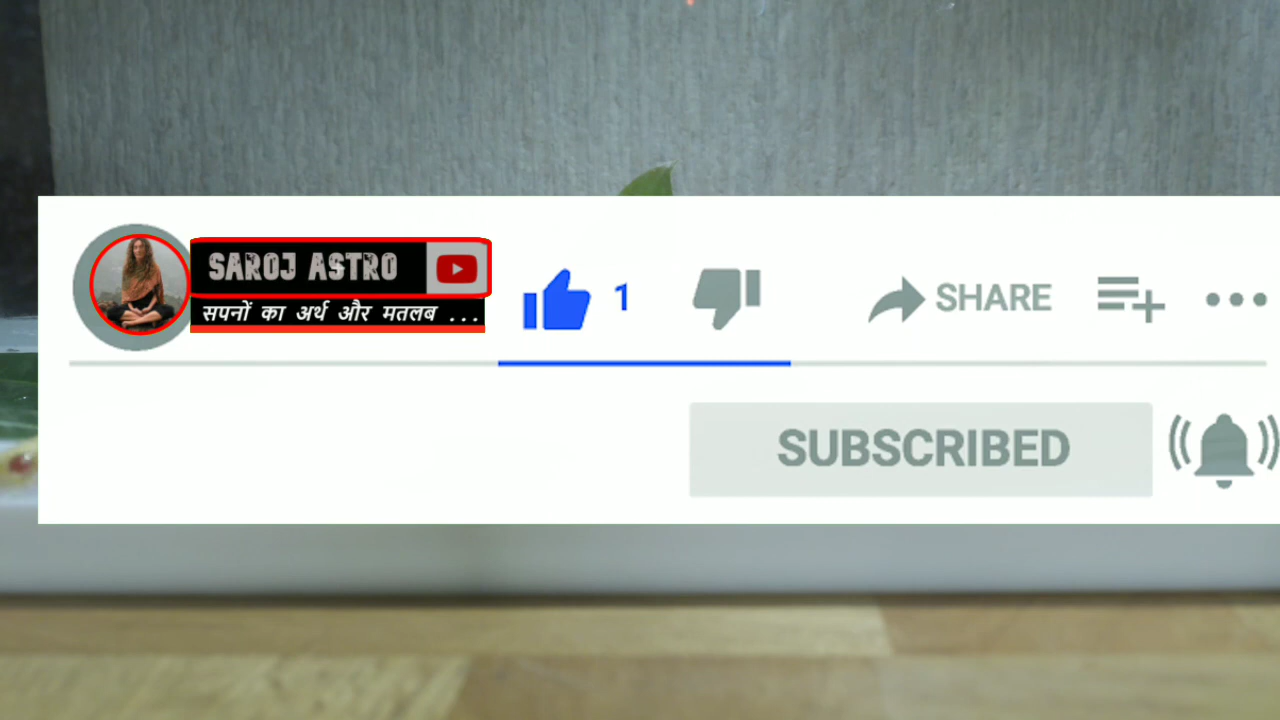 SAROJ ASTRO
सपनों का अर्थ और मतलब ...
1
SHARE
SUBSCRIBED